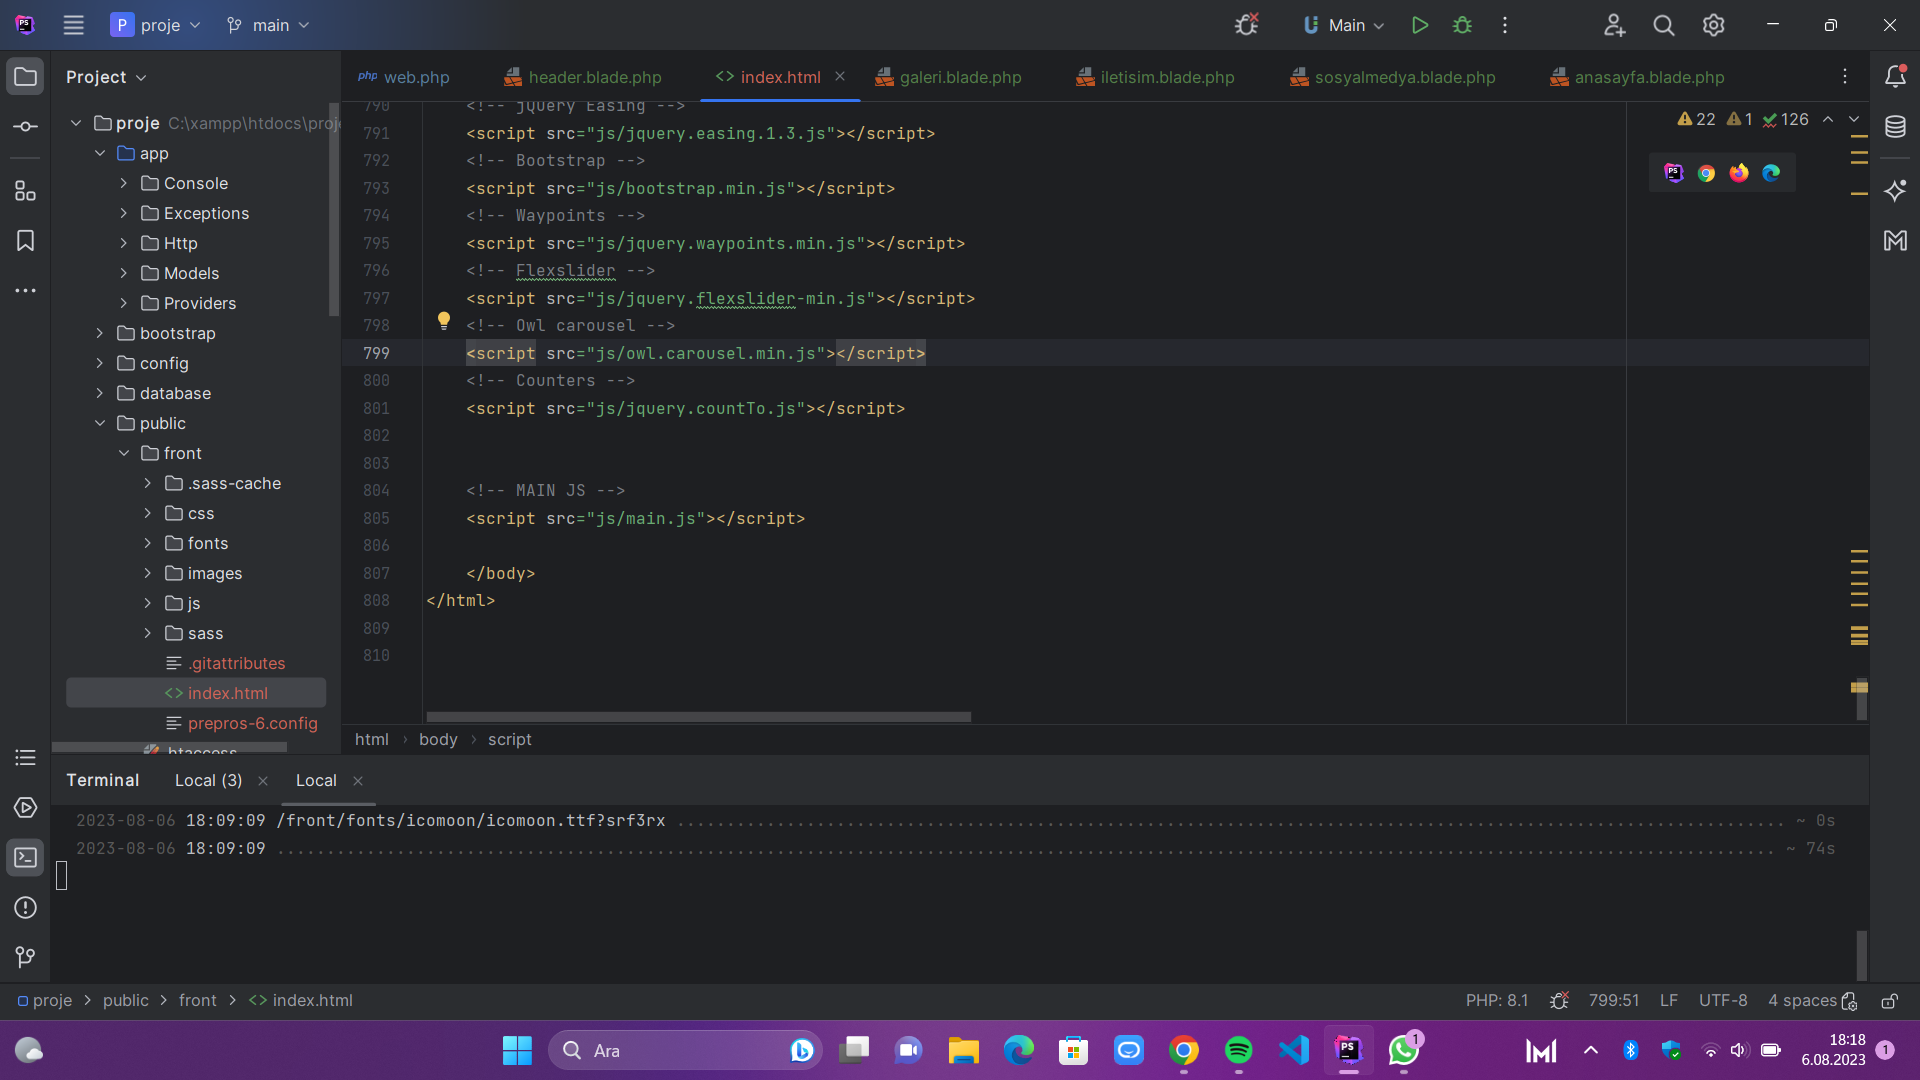 P proje main
Main
Project
proje C:\xampp\htdocs\proj
app
Console
Exceptions
Http
Models
Providers
bootstrap
config
database
public
front
.sass-cache
css
fonts
images
js
sass
.gitattributes
index.html
prepros-6.config
.htaccess
php web.php
header.blade.php
index.html
galeri.blade.php
iletisim.blade.php
sosyalmedya.blade.php
anasayfa.blade.php
22 1 126
790 <!-- jQuery Easing -->
791 <script src="js/jquery.easing.1.3.js"></script>
792 <!-- Bootstrap -->
793 <script src="js/bootstrap.min.js"></script>
794 <!-- Waypoints -->
795 <script src="js/jquery.waypoints.min.js"></script>
796 <!-- Flexslider -->
797 <script src="js/jquery.flexslider-min.js"></script>
798 <!-- Owl carousel -->
799 <script src="js/owl.carousel.min.js"></script>
800 <!-- Counters -->
801 <script src="js/jquery.countTo.js"></script>
802
803
804 <!-- MAIN JS -->
805 <script src="js/main.js"></script>
806
807 </body>
808 </html>
809
810
html › body › script
Terminal Local (3) Local
2023-08-06 18:09:09 /front/fonts/icomoon/icomoon.ttf?srf3rx ~ 0s
2023-08-06 18:09:09 ~ 74s
proje > public > front > index.html
PHP: 8.1 799:51 LF UTF-8 4 spaces
Ara
PS
1
18:18
6.08.2023
1